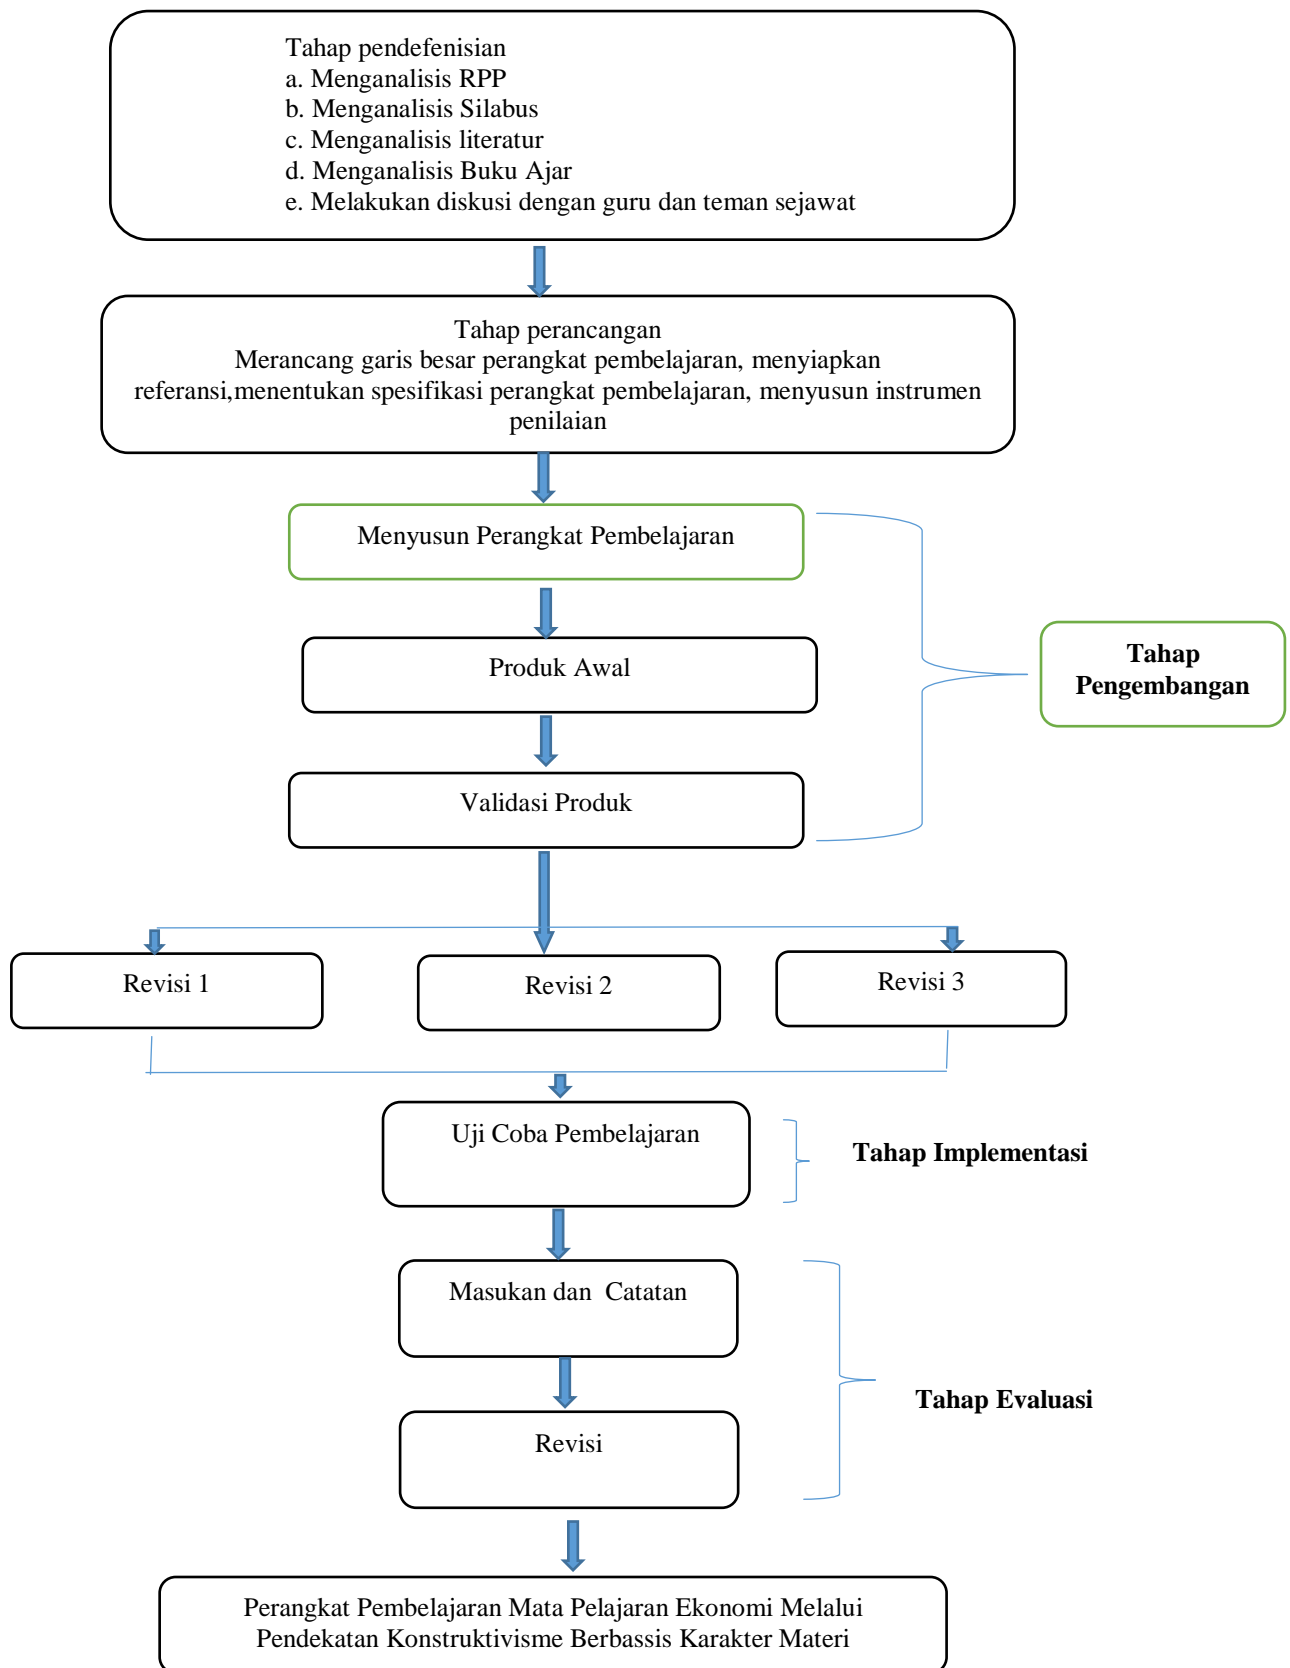 Tahap pendefenisian
a. Menganalisis RPP
b. Menganalisis Silabus
c. Menganalisis literatur
d. Menganalisis Buku Ajar
e. Melakukan diskusi dengan guru dan teman sejawat
Tahap perancangan
Merancang garis besar perangkat pembelajaran, menyiapkan
referansi,menentukan spesifikasi perangkat pembelajaran, menyusun instrumen
penilaian
Menyusun Perangkat Pembelajaran
Produk Awal
Tahap
Pengembangan
Validasi Produk
Revisi 1
Revisi 2
Revisi 3
Uji Coba Pembelajaran
Tahap Implementasi
Masukan dan  Catatan
Tahap Evaluasi
Revisi
Perangkat Pembelajaran Mata Pelajaran Ekonomi Melalui
Pendekatan Konstruktivisme Berbassis Karakter Materi